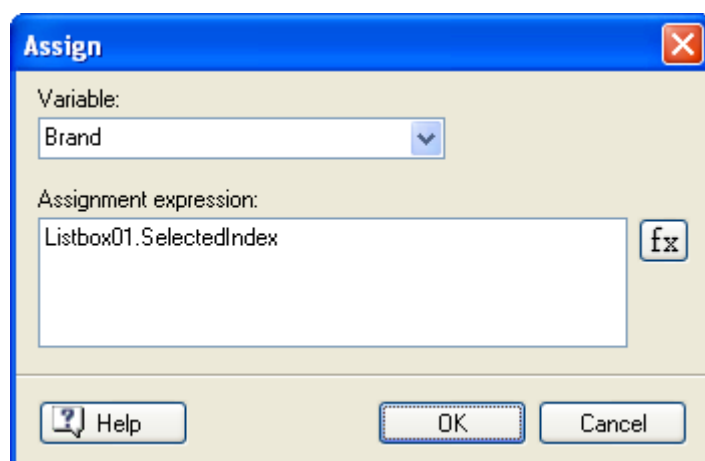 Assign
Variable:
Brand
Assignment expression:
Listbox01.SelectedIndex
fx
Help
OK
Cancel